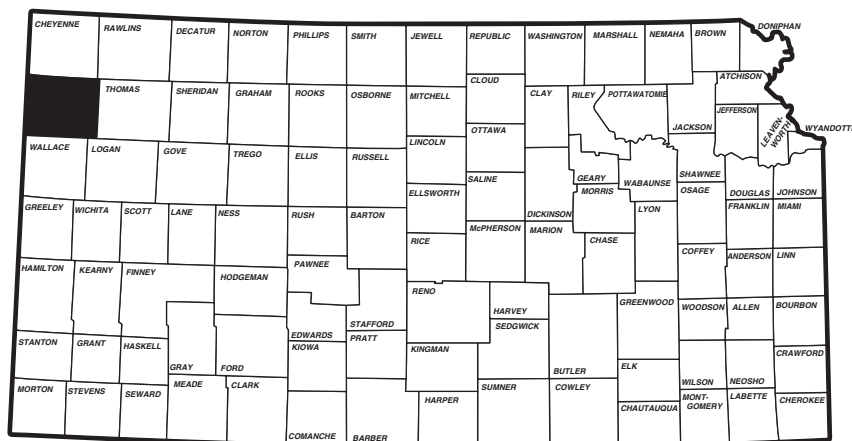 CHEYENNE
RAWLINS
DECATUR
NORTON
PHILLIPS
SMITH
JEWELL
REPUBLIC
WASHINGTON
MARSHALL
NEMAHA
BROWN
DONIPHAN
THOMAS
SHERIDAN
GRAHAM
ROOKS
OSBORNE
MITCHELL
CLOUD
CLAY
RILEY
POTTAWATOMIE
JACKSON
ATCHISON
JEFFERSON
LEAVEN-
WORTH
WYANDOTT
WALLACE
LOGAN
GOVE
TREGO
ELLIS
RUSSELL
LINCOLN
OTTAWA
SALINE
ELLSWORTH
DICKINSON
GEARY
MORRIS
WABAUNSE
SHAWNEE
OSAGE
DOUGLAS
JOHNSON
GREELEY
WICHITA
SCOTT
LANE
NESS
RUSH
BARTON
RICE
McPHERSON
MARION
CHASE
LYON
FRANKLIN
MIAMI
HAMILTON
KEARNY
FINNEY
HODGEMAN
PAWNEE
STAFFORD
RENO
HARVEY
SEDGWICK
GREENWOOD
COFFEY
ANDERSON
LINN
WOODSON
ALLEN
BOURBON
STANTON
GRANT
HASKELL
GRAY
FORD
EDWARDS
KIOWA
PRATT
KINGMAN
BUTLER
ELK
WILSON
NEOSHO
CRAWFORD
MORTON
STEVENS
SEWARD
MEADE
CLARK
COMANCHE
BARBER
HARPER
SUMNER
COWLEY
CHAUTAUQUA
MONT-
GOMERY
LABETTE
CHEROKEE